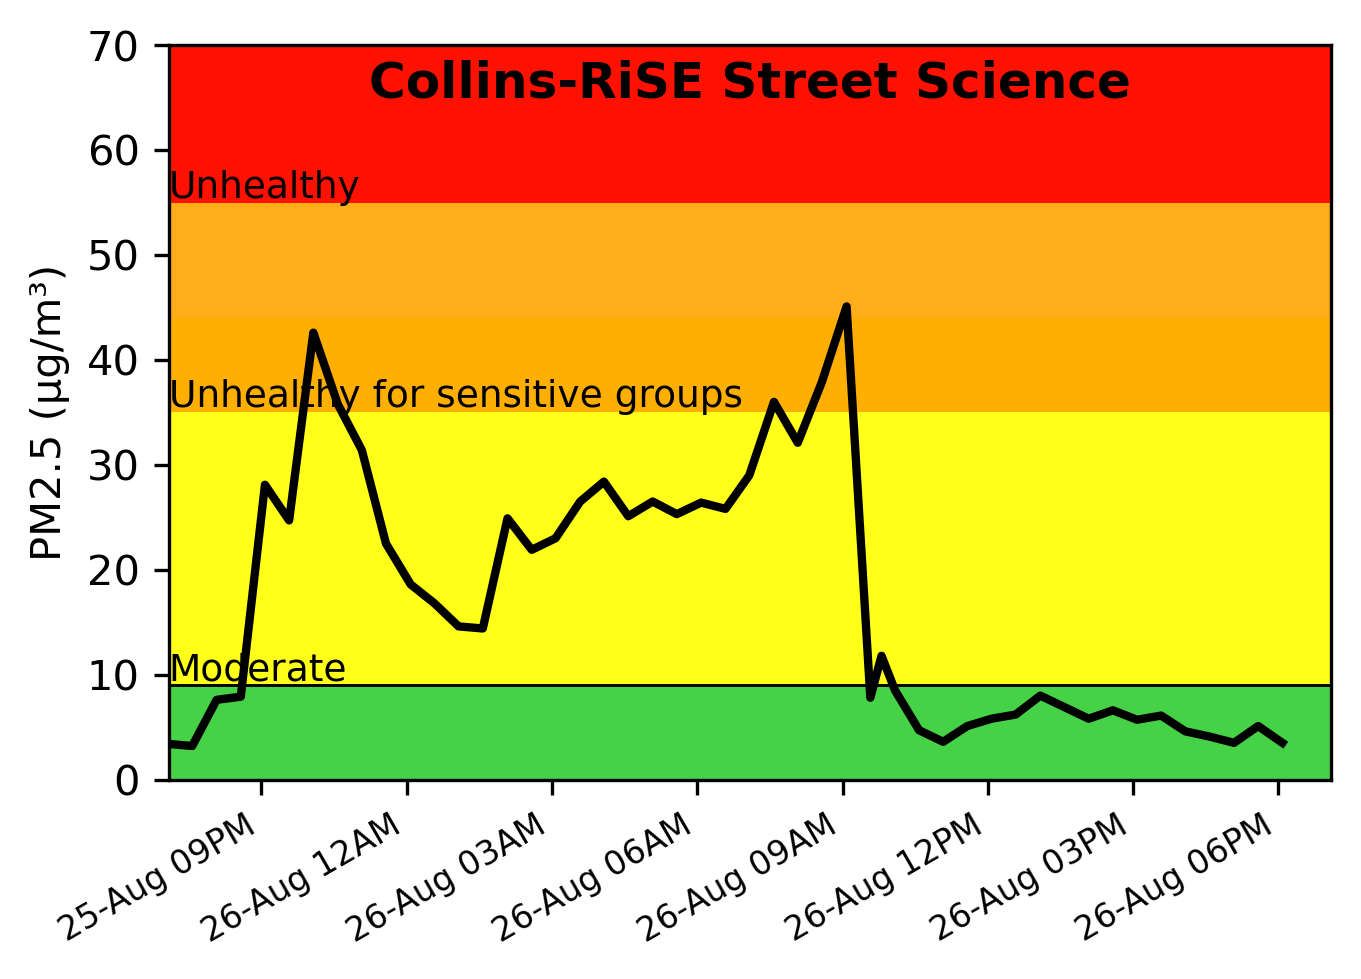 Collins-RiSE Street Science
PM2.5 (µg/m³)
70
60
50
40
30
20
10
0
Unhealthy
Unhealthy for sensitive groups
Moderate
25-Aug 09PM
26-Aug 12AM
26-Aug 03AM
26-Aug 06AM
26-Aug 09AM
26-Aug 12PM
26-Aug 03PM
26-Aug 06PM